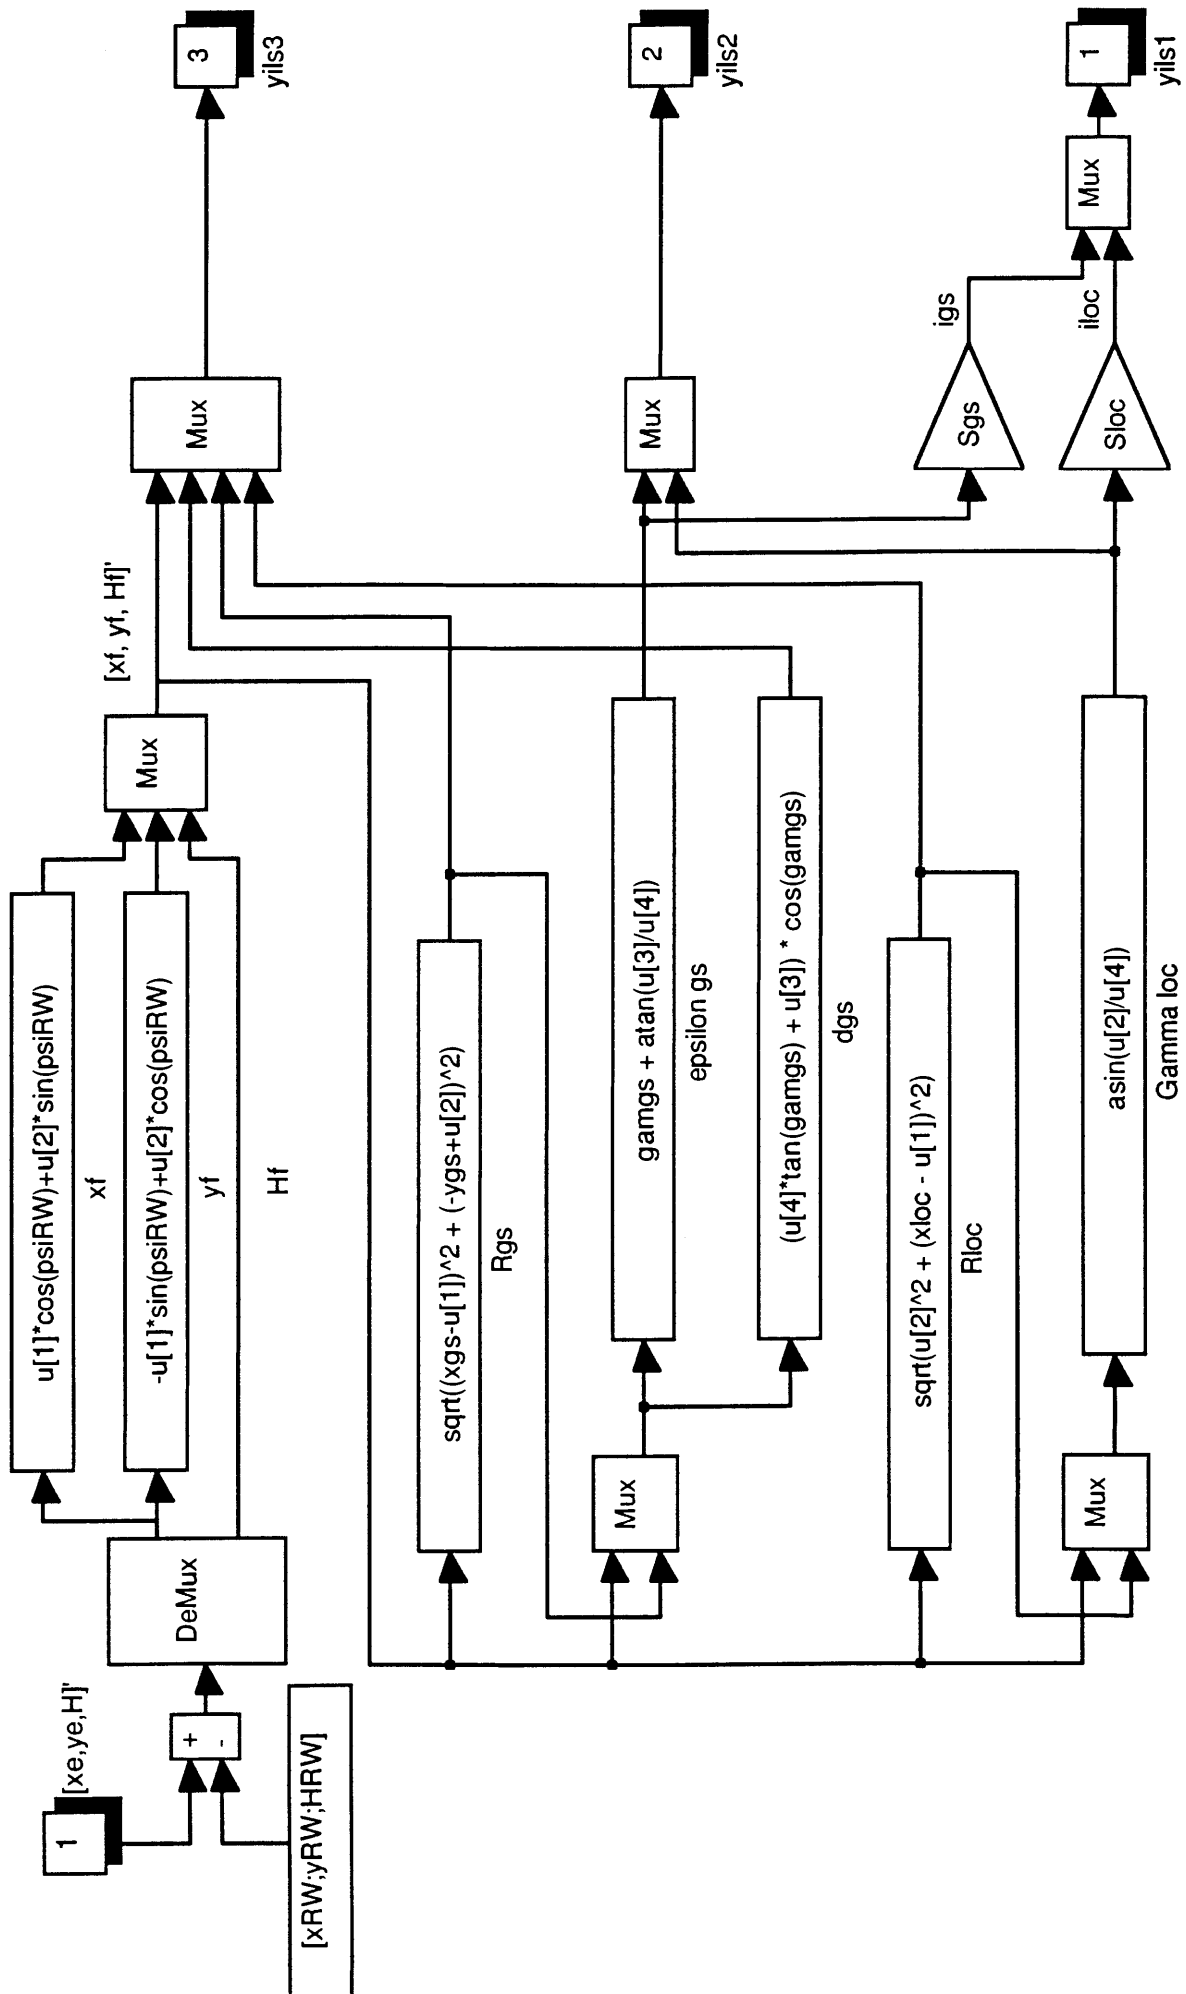 1
[xe,ye,H]'
[xRW;yRW;HRW]
+
-
DeMux
u[1]*cos(psiRW)+u[2]*sin(psiRW)
xf
-u[1]*sin(psiRW)+u[2]*cos(psiRW)
yf
Hf
Mux
[xf, yf, Hf]'
Mux
3
yils3
sqrt((xgs-u[1])^2 + (-ygs+u[2])^2)
Rgs
Mux
gamgs + atan(u[3]/u[4])
epsilon gs
(u[4]*tan(gamgs) + u[3]) * cos(gamgs)
dgs
Mux
2
yils2
sqrt(u[2]^2 + (xloc - u[1])^2)
Rloc
Mux
asin(u[2]/u[4])
Gamma loc
Sgs
igs
Sloc
iloc
Mux
1
yils1